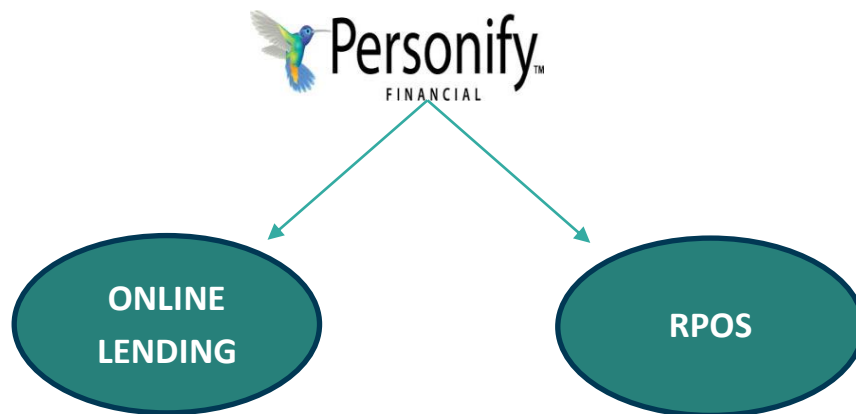 Personify™
FINANCIAL
ONLINE
LENDING
RPOS